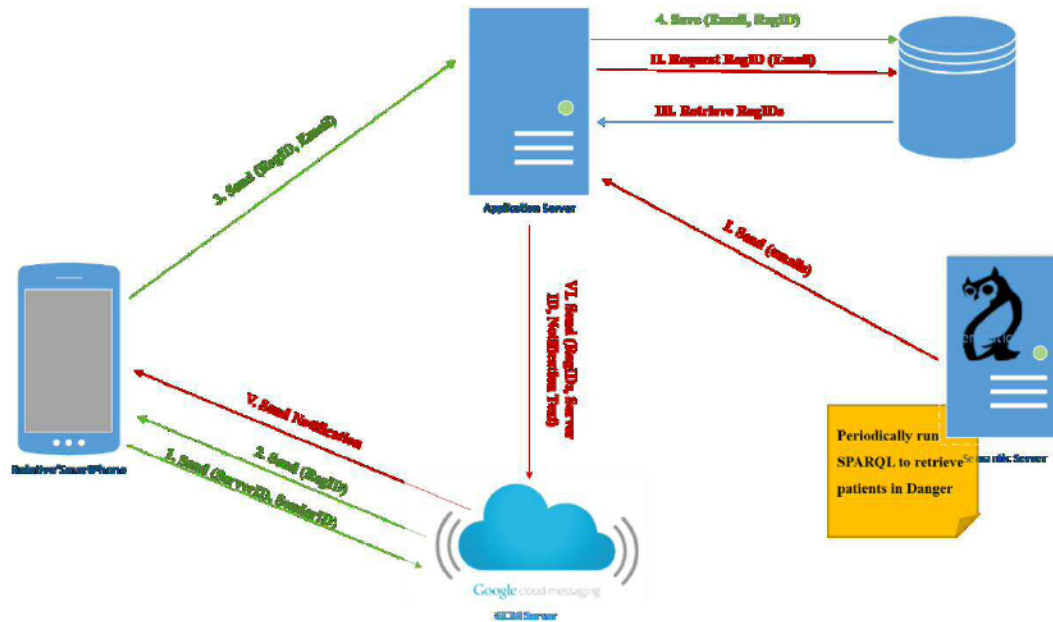 4. Save (Email, RegID)
II. Request RegID (Email)
III. Retrieve RegIDs
3. Send (RegID, Email)
Application Server
I. Send (emails)
VI. Send (RegIDs, Server
ID, Notification Text)
V. Send Notification
2. Send (RegID)
1. Send (ServerID, SenderID)
Relative'SmartPhone
Periodically run
SPARQL to retrieve
patients in Danger
Semantic Server
Google cloud messaging
GCM Server